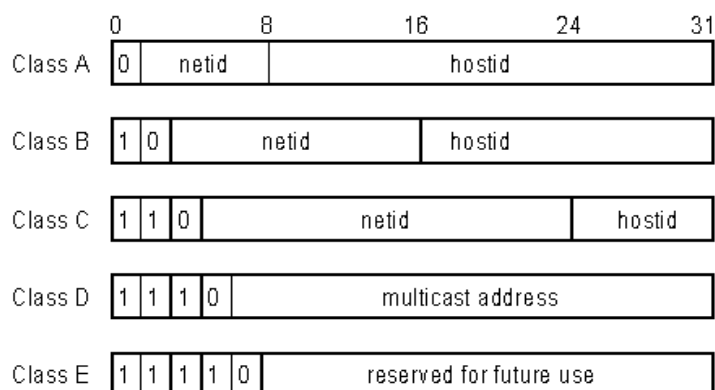 0 8 16 24 31
Class A 0 netid hostid
Class B 1 0 netid hostid
Class C 1 1 0 netid hostid
Class D 1 1 1 0 multicast address
Class E 1 1 1 1 0 reserved for future use